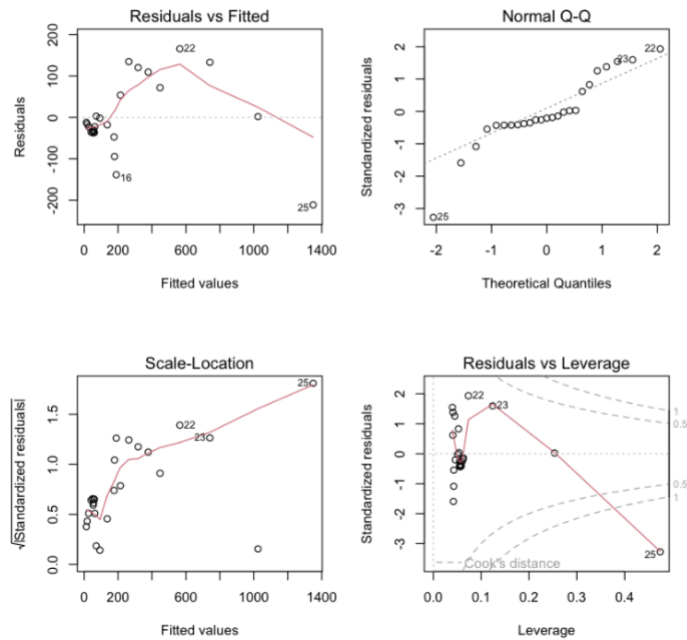 Residuals vs Fitted
Residuals
200
100
0
-100
-200
22
16
25
0 200 600 1000 1400
Fitted values
Normal Q-Q
Standardized residuals
2
1
0
-1
-2
-3
22
23
25
-2 -1 0 1 2
Theoretical Quantiles
Scale-Location
√|Standardized residuals|
1.5
1.0
0.5
0.0
25
22
23
0 200 600 1000 1400
Fitted values
Residuals vs Leverage
Standardized residuals
2
1
0
-1
-2
-3
22
23
25
1
0.5
0.5
1
Cook's distance
0.0 0.1 0.2 0.3 0.4
Leverage